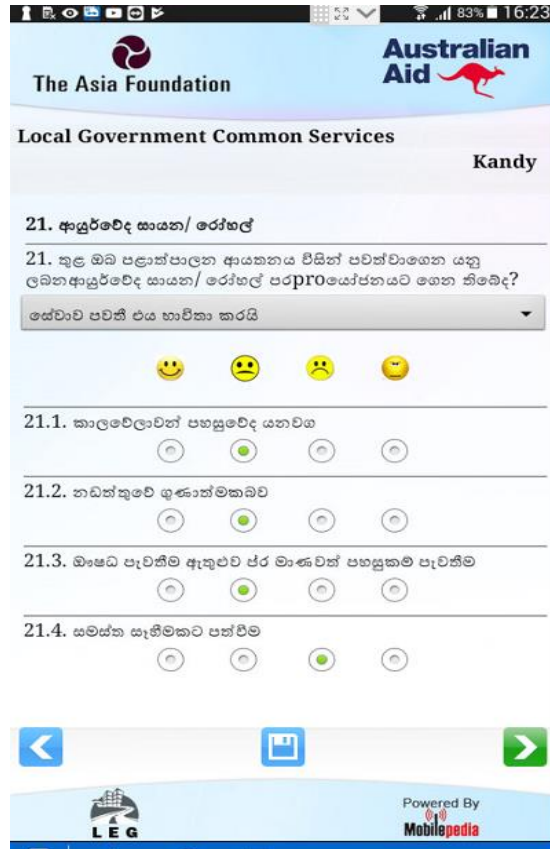 83% 16:23
The Asia Foundation
Australian
Aid
Local Government Common Services
Kandy
21. ආයුර්වේද සායන/ රෝහල්
21. තුළ ඔබ පළාත්පාලන ආයතනය විසින් පවත්වාගෙන යනු
ලබනආයුර්වේද සායන/ රෝහල් පරproයෝජනයට ගෙන තිබේද?
සේවාව පවතී එය භාවිතා කරයි
21.1. කාලවේලාවන් පහසුවේද යනවග
21.2. නඩත්තුවේ ගුණාත්මකබව
21.3. ඖෂධ පැවතීම ඇතුළුව ප්ර මාණවත් පහසුකම් පැවතීම
21.4. සමස්ත සෑහීමකට පත්වීම
LEG
Powered By
Mobilepedia